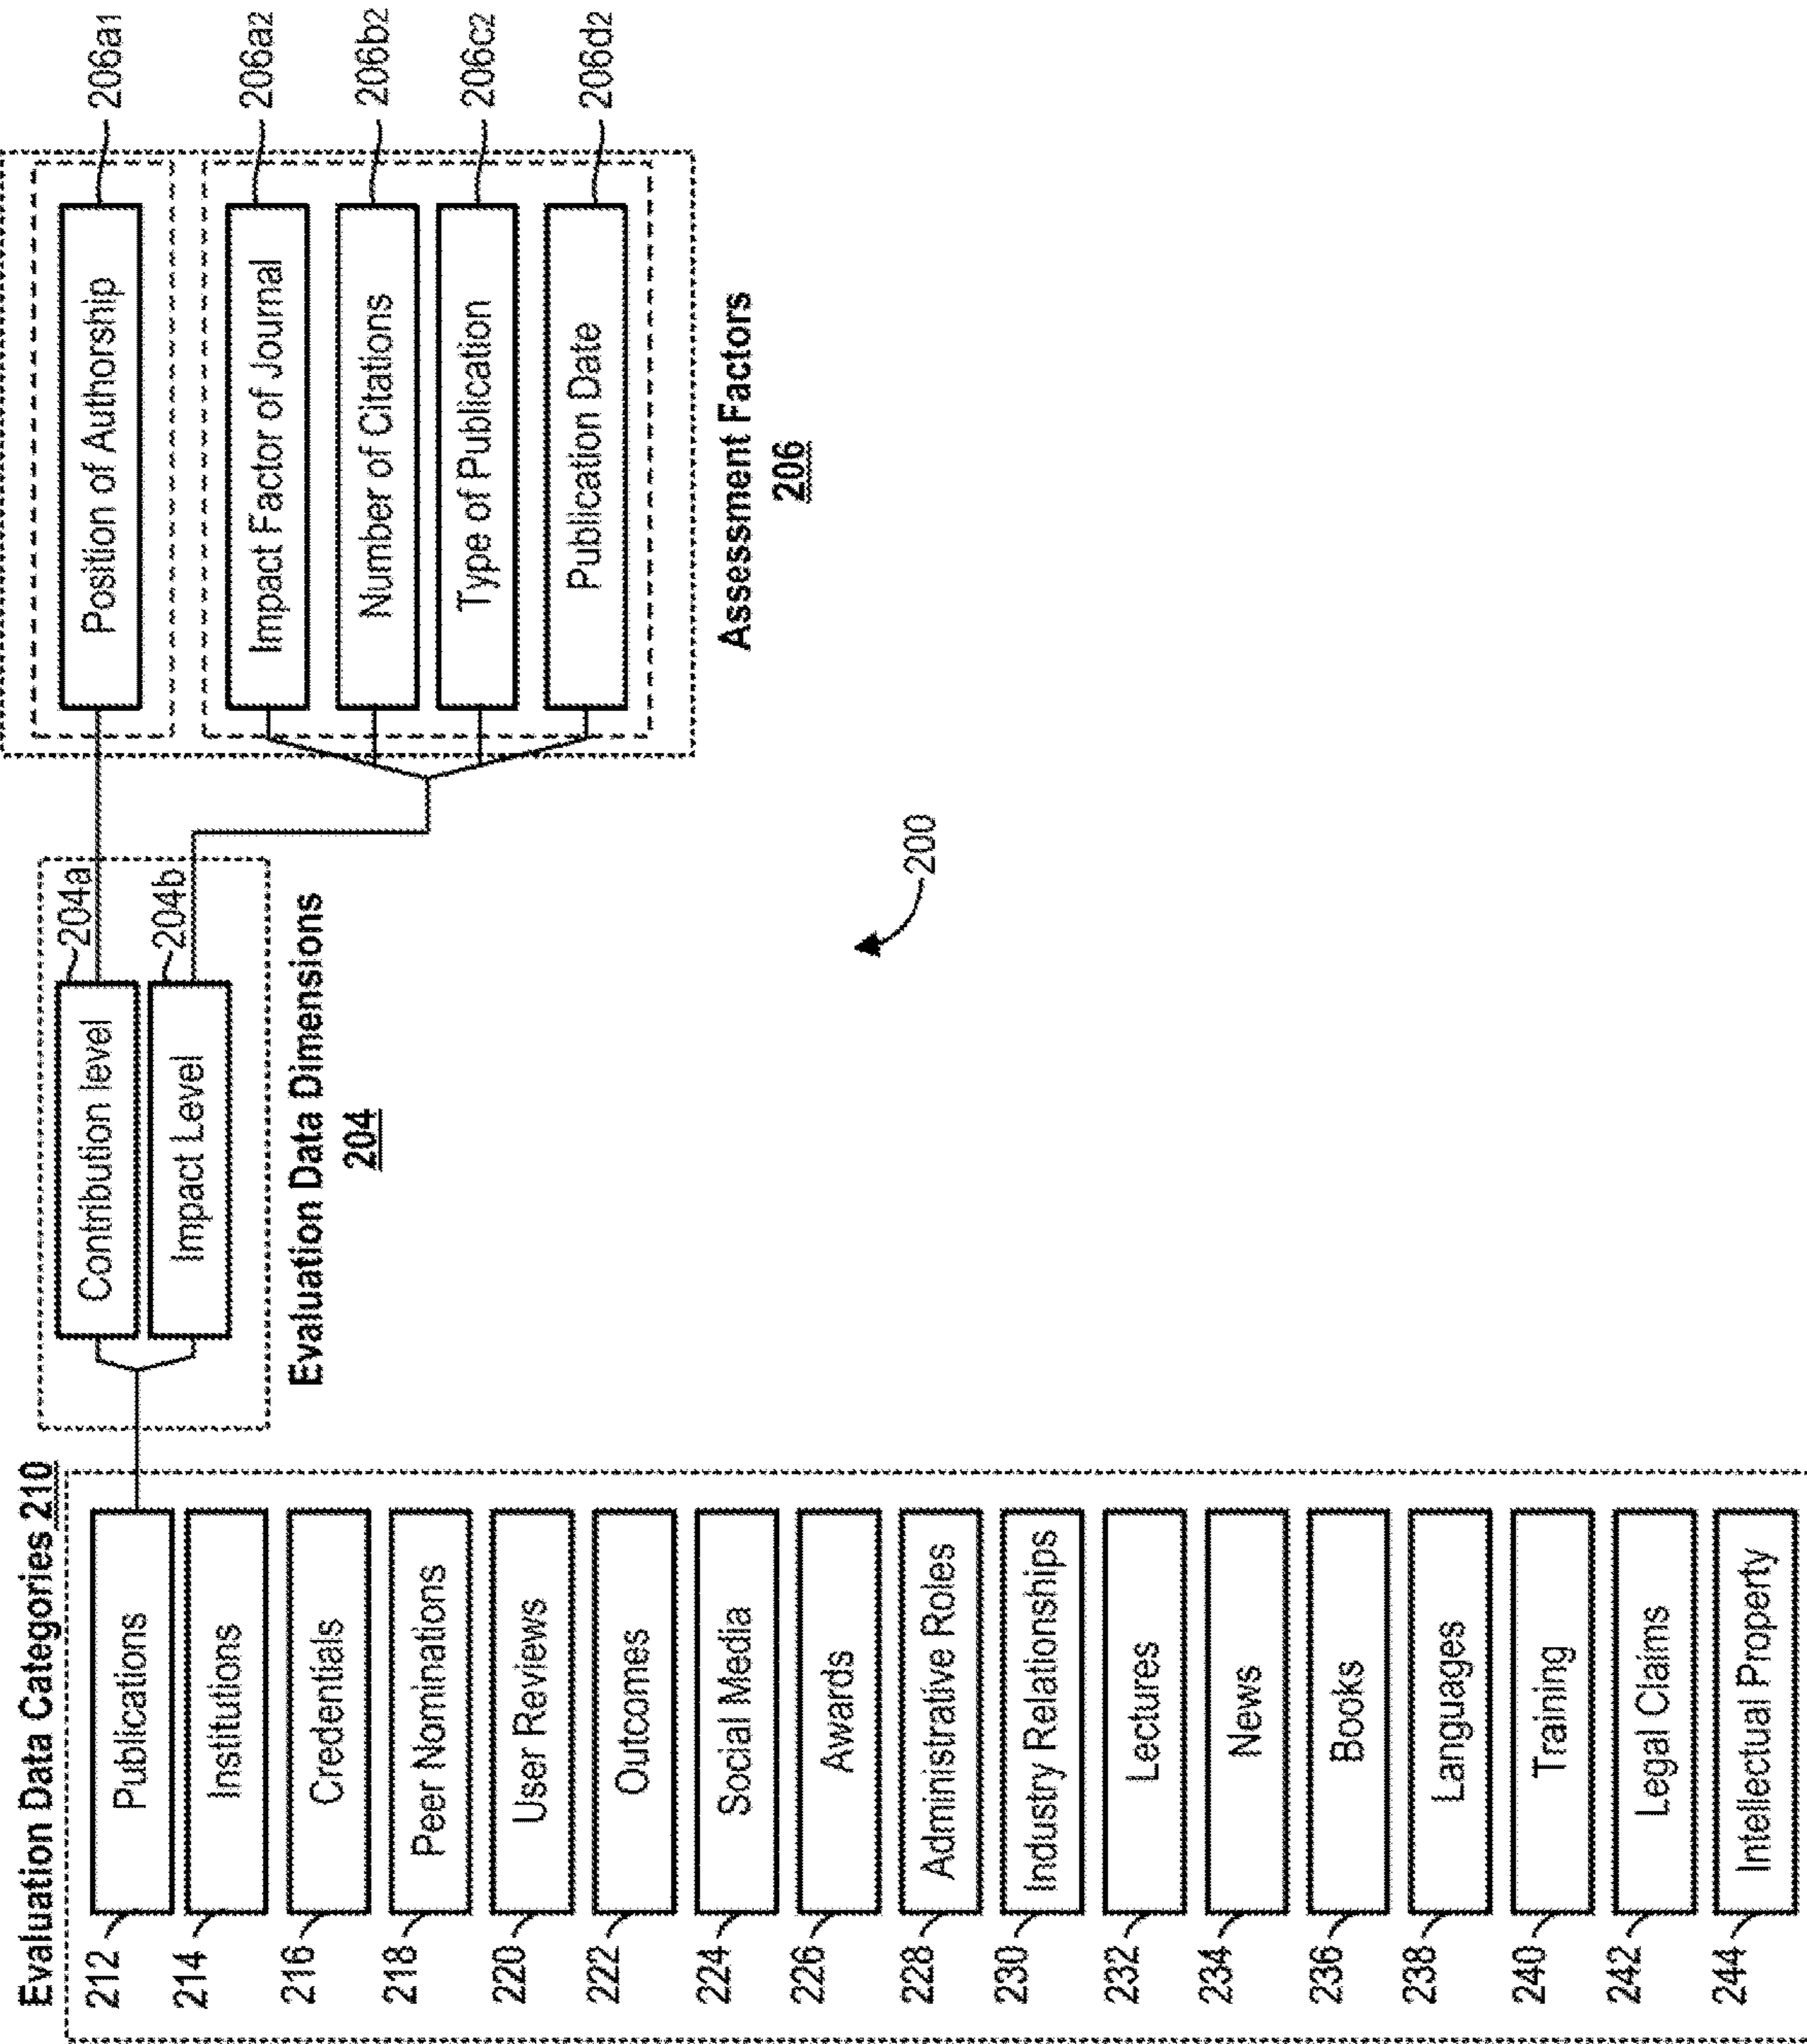 Evaluation Data Categories 210
212
Publications
214
Institutions
216
Credentials
218
Peer Nominations
220
User Reviews
222
Outcomes
224
Social Media
226
Awards
228
Administrative Roles
230
Industry Relationships
232
Lectures
234
News
236
Books
238
Languages
240
Training
242
Legal Claims
244
Intellectual Property
Contribution level
204a
Impact Level
204b
Evaluation Data Dimensions
204
Position of Authorship
206a1
Impact Factor of Journal
206a2
Number of Citations
206b2
Type of Publication
206c2
Publication Date
206d2
Assessment Factors
206
200